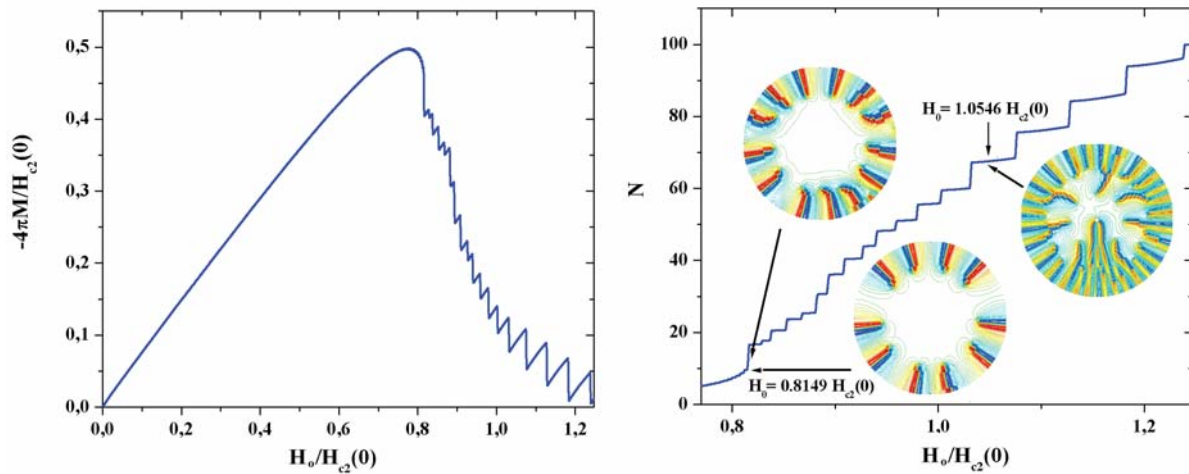 -4πM/H_c2(0)
0,5
0,4
0,3
0,2
0,1
0,0
0,0 0,2 0,4 0,6 0,8 1,0 1,2
H_o/H_c2(0)
N
100
80
60
40
20
0
H_0= 1.0546 H_c2(0)
H_0 = 0.8149 H_c2(0)
0,8 1,0 1,2
H_o/H_c2(0)